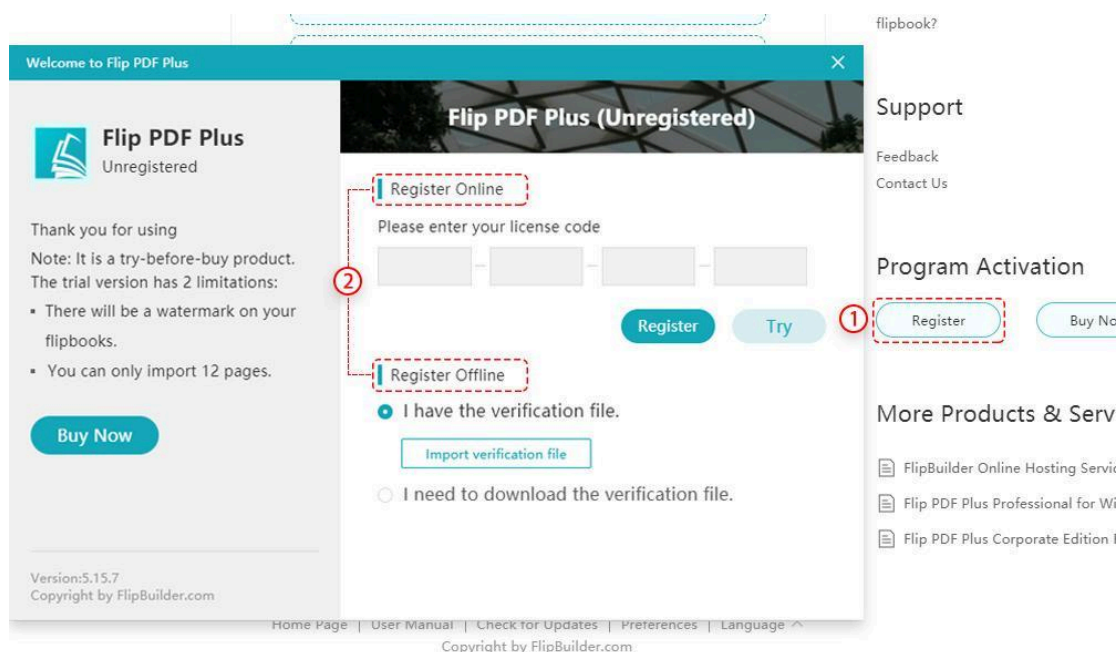 Welcome to Flip PDF Plus
Flip PDF Plus
Unregistered
Thank you for using
Note: It is a try-before-buy product.
The trial version has 2 limitations:
There will be a watermark on your
flipbooks.
You can only import 12 pages.
Buy Now
Version:5.15.7
Copyright by FlipBuilder.com
Flip PDF Plus (Unregistered)
2
Register Online
Please enter your license code
Register
Try
Register Offline
I have the verification file.
Import verification file
I need to download the verification file.
flipbook?
Support
Feedback
Contact Us
Program Activation
1
Register
Buy No
More Products & Serv
FlipBuilder Online Hosting Servic
Flip PDF Plus Professional for Wi
Flip PDF Plus Corporate Edition
Home Page | User Manual | Check for Updates | Preferences | Language
Copyright by FlipBuilder.com